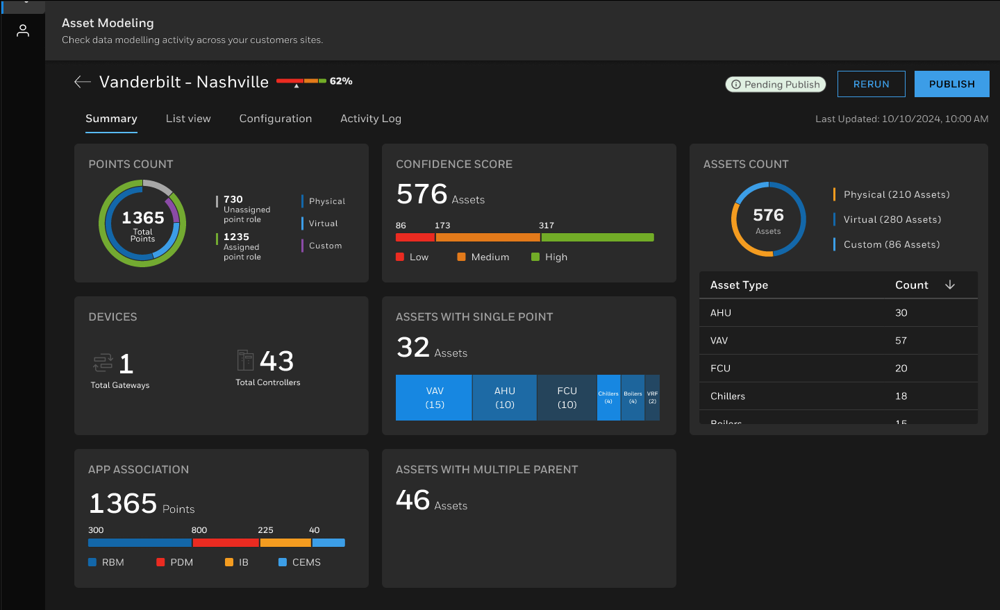 Asset Modeling
Check data modelling activity across your customers sites.
Vanderbilt - Nashville
62%
Pending Publish
RERUN
PUBLISH
Summary
List view
Configuration
Activity Log
Last Updated: 10/10/2024, 10:00 AM
POINTS COUNT
1365
Total
Points
730
Unassigned
point role
1235
Assigned
point role
Physical
Virtual
Custom
CONFIDENCE SCORE
576 Assets
86
173
317
Low
Medium
High
ASSETS COUNT
576
Assets
Physical (210 Assets)
Virtual (280 Assets)
Custom (86 Assets)
Asset Type
Count
AHU
30
VAV
57
FCU
20
Chillers
18
Boilers
15
DEVICES
1
Total Gateways
43
Total Controllers
ASSETS WITH SINGLE POINT
32 Assets
VAV
(15)
AHU
(10)
FCU
(10)
Chillers
(4)
Boilers
(4)
VRF
(2)
APP ASSOCIATION
1365 Points
300
800
225
40
RBM
PDM
IB
CEMS
ASSETS WITH MULTIPLE PARENT
46 Assets